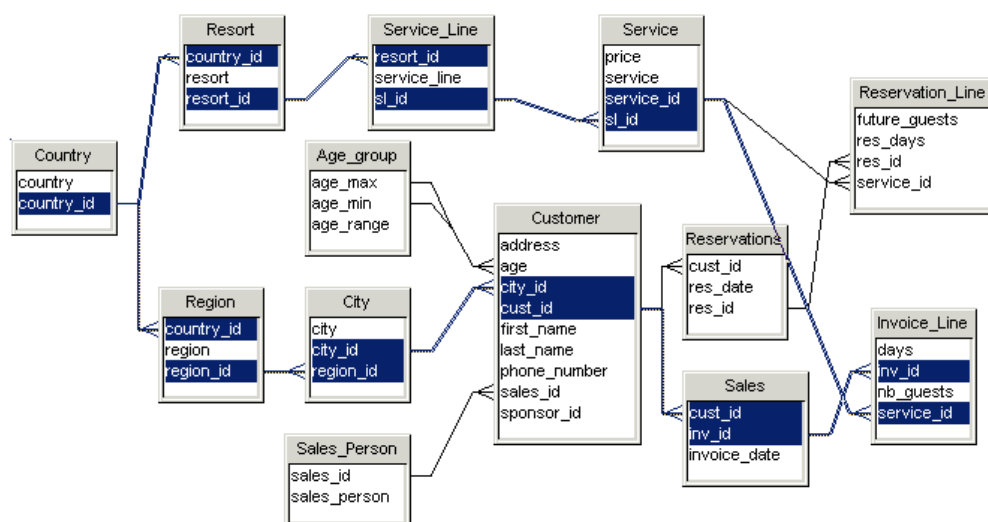 Resort
country_id
resort
resort_id
Service_Line
resort_id
service_line
sl_id
Service
price
service
service_id
sl_id
Reservation_Line
future_guests
res_days
res_id
service_id
Country
country
country_id
Age_group
age_max
age_min
age_range
Customer
address
age
city_id
cust_id
first_name
last_name
phone_number
sales_id
sponsor_id
Reservations
cust_id
res_date
res_id
Region
country_id
region
region_id
City
city
city_id
region_id
Invoice_Line
days
inv_id
nb_guests
service_id
Sales
cust_id
inv_id
invoice_date
Sales_Person
sales_id
sales_person